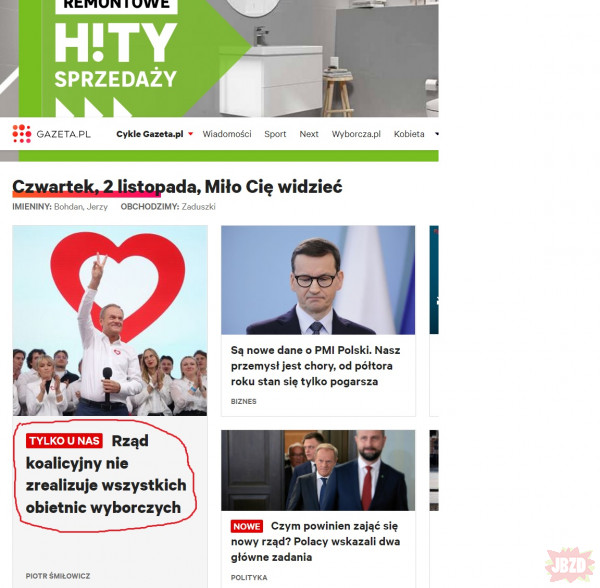 REMONTOWE
H!TY
SPRZEDAŻY
GAZETA.PL
Cykle Gazeta.pl Wiadomości Sport Next Wyborcza.pl Kobieta
Czwartek, 2 listopada, Miło Cię widzieć
IMIENINY: Bohdan, Jerzy OBCHODZIMY: Zaduszki
TYLKO U NAS Rząd
koalicyjny nie
zrealizuje wszystkich
obietnic wyborczych
PIOTR ŚMIŁOWICZ
Są nowe dane o PMI Polski. Nasz
przemysł jest chory, od półtora
roku stan się tylko pogarsza
BIZNES
NOWE Czym powinien zająć się
nowy rząd? Polacy wskazali dwa
główne zadania
POLITYKA
JBZD